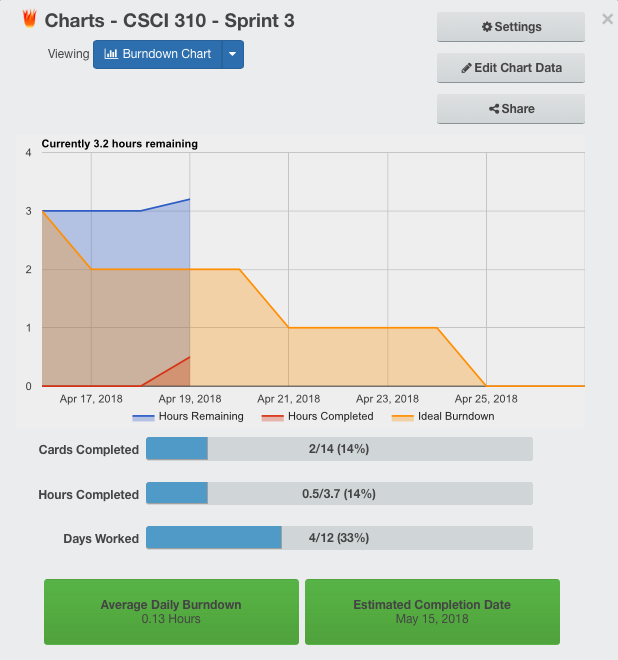 Charts - CSCI 310 - Sprint 3
×
Settings
Viewing Burndown Chart
Edit Chart Data
Share
Currently 3.2 hours remaining
4
3
2
1
0
Apr 17, 2018 Apr 19, 2018 Apr 21, 2018 Apr 23, 2018 Apr 25, 2018
Hours Remaining Hours Completed Ideal Burndown
Cards Completed 2/14 (14%)
Hours Completed 0.5/3.7 (14%)
Days Worked 4/12 (33%)
Average Daily Burndown
0.13 Hours
Estimated Completion Date
May 15, 2018